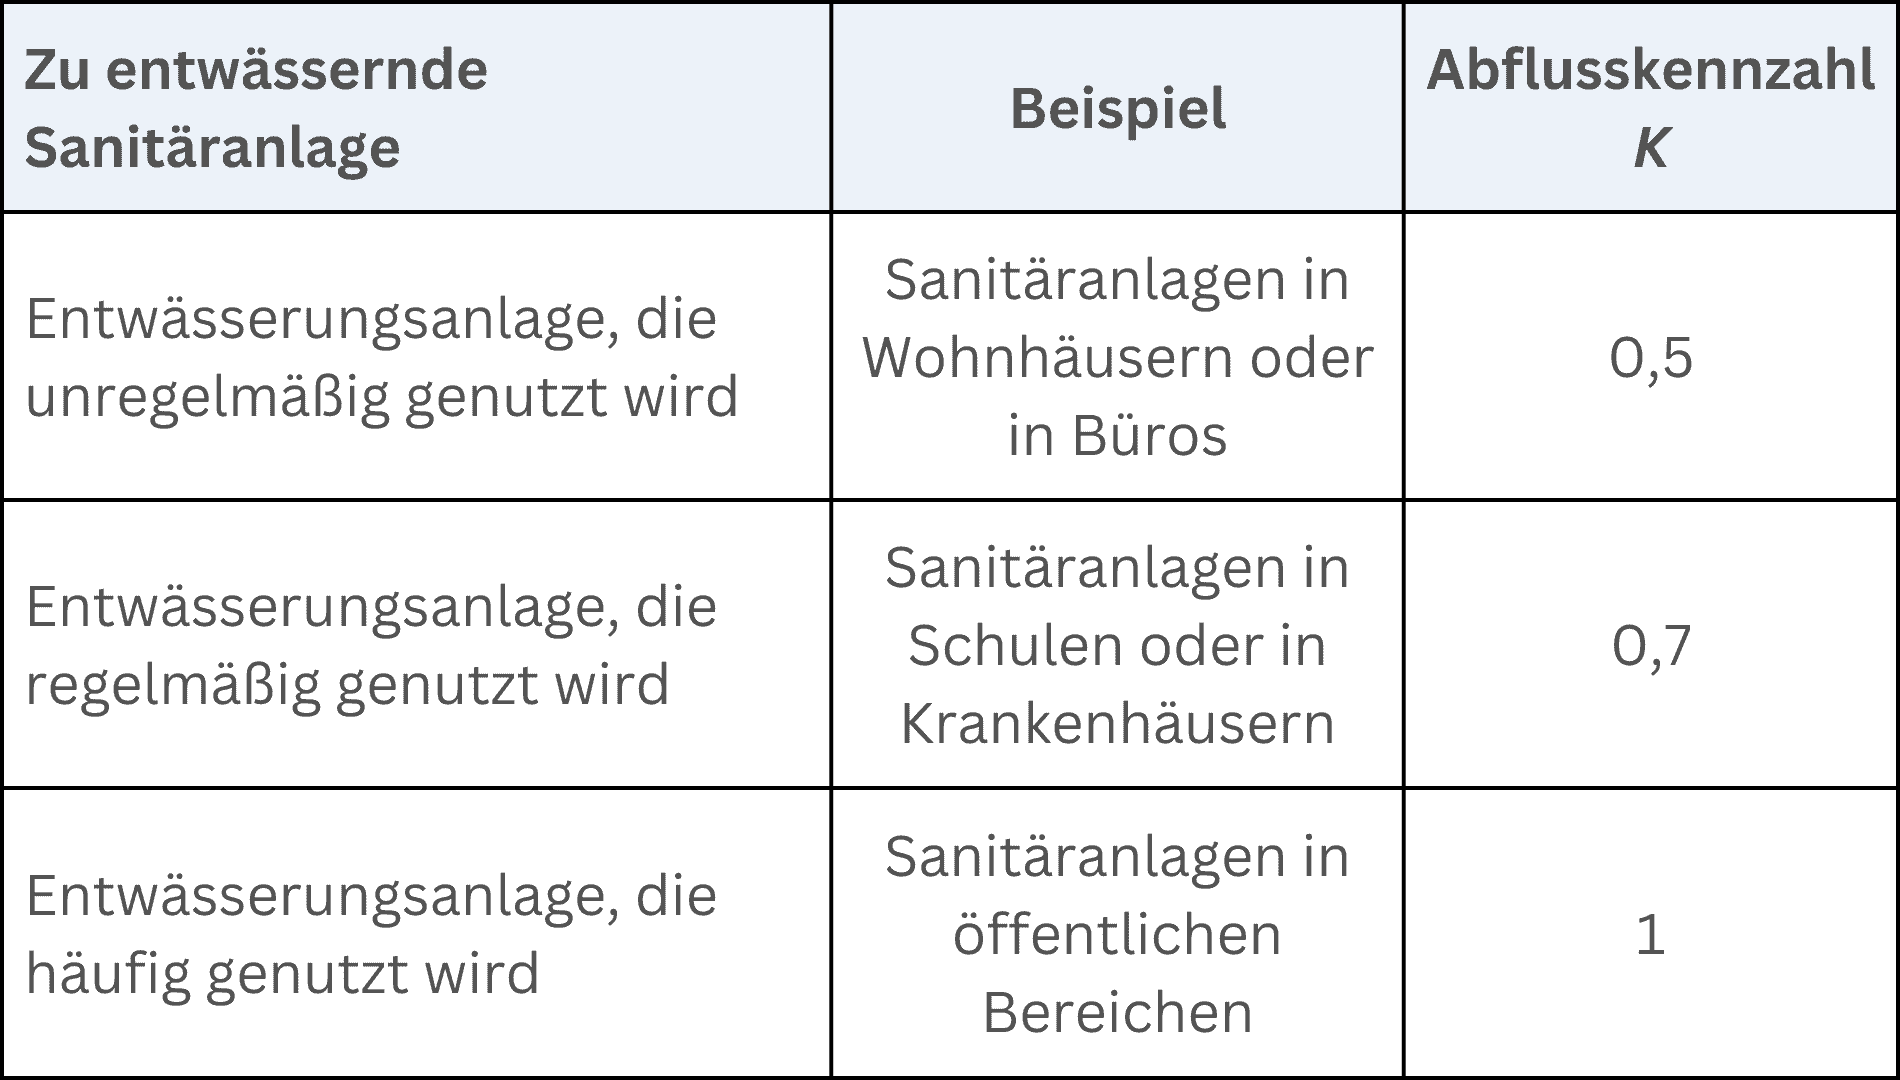 Zu entwässernde
Sanitäranlage
Beispiel
Abflusskennzahl
K
Entwässerungsanlage, die
unregelmäßig genutzt wird
Sanitäranlagen in
Wohnhäusern oder
in Büros
0,5
Entwässerungsanlage, die
regelmäßig genutzt wird
Sanitäranlagen in
Schulen oder in
Krankenhäusern
0,7
Entwässerungsanlage, die
häufig genutzt wird
Sanitäranlagen in
öffentlichen
Bereichen
1